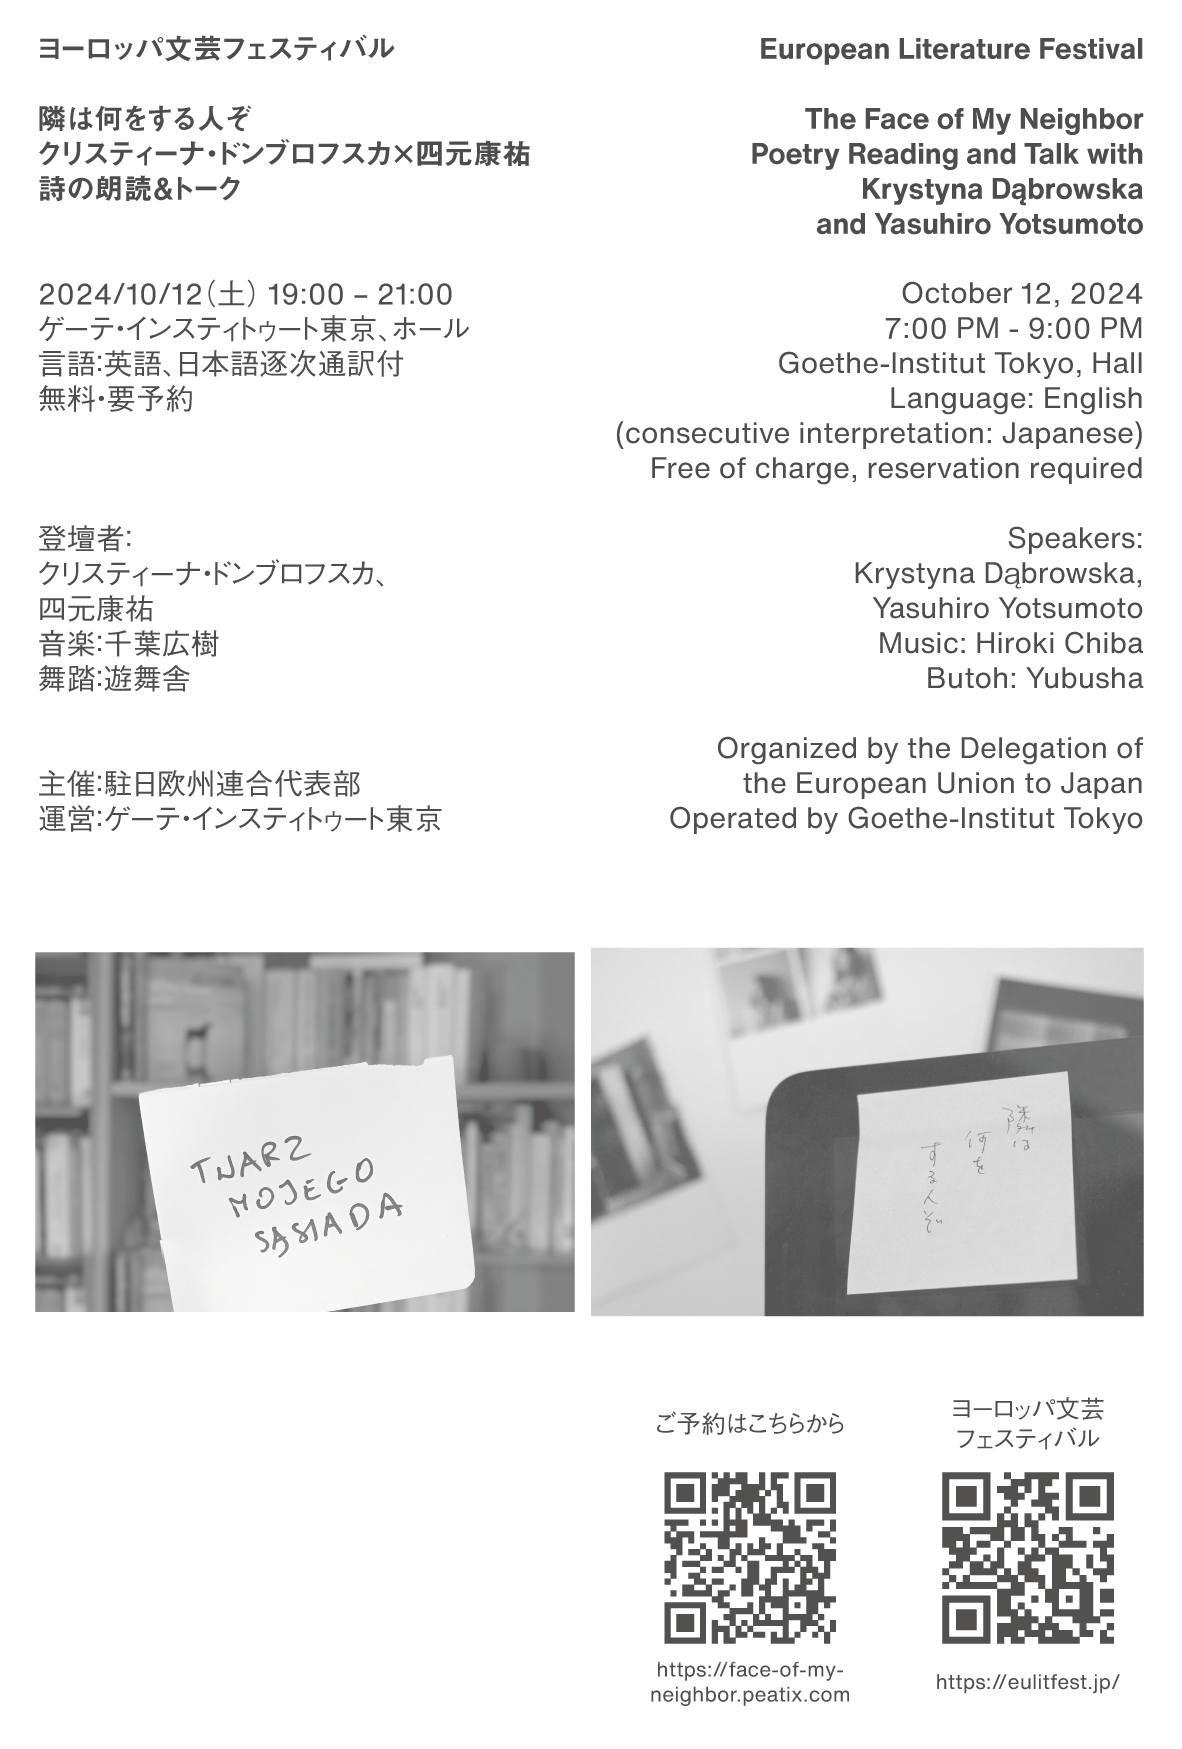 ヨーロッパ文芸フェスティバル
隣は何をする人ぞ
クリスティーナ・ドンブロフスカ×四元康祐
詩の朗読&トーク
2024/10/12(土) 19:00 – 21:00
ゲーテ・インスティトゥート東京、ホール
言語:英語、日本語逐次通訳付
無料・要予約
登壇者:
クリスティーナ・ドンブロフスカ、
四元康祐
音楽:千葉広樹
舞踏:遊舞舎
主催:駐日欧州連合代表部
運営:ゲーテ・インスティトゥート東京
European Literature Festival
The Face of My Neighbor
Poetry Reading and Talk with
Krystyna Dąbrowska
and Yasuhiro Yotsumoto
October 12, 2024
7:00 PM - 9:00 PM
Goethe-Institut Tokyo, Hall
Language: English
(consecutive interpretation: Japanese)
Free of charge, reservation required
Speakers:
Krystyna Dąbrowska,
Yasuhiro Yotsumoto
Music: Hiroki Chiba
Butoh: Yubusha
Organized by the Delegation of
the European Union to Japan
Operated by Goethe-Institut Tokyo
TWARZ
MOJEGO
SĄSIADA
隣は
何を
する人ぞ
ご予約はこちらから
https://face-of-my-
neighbor.peatix.com
ヨーロッパ文芸
フェスティバル
https://eulitfest.jp/